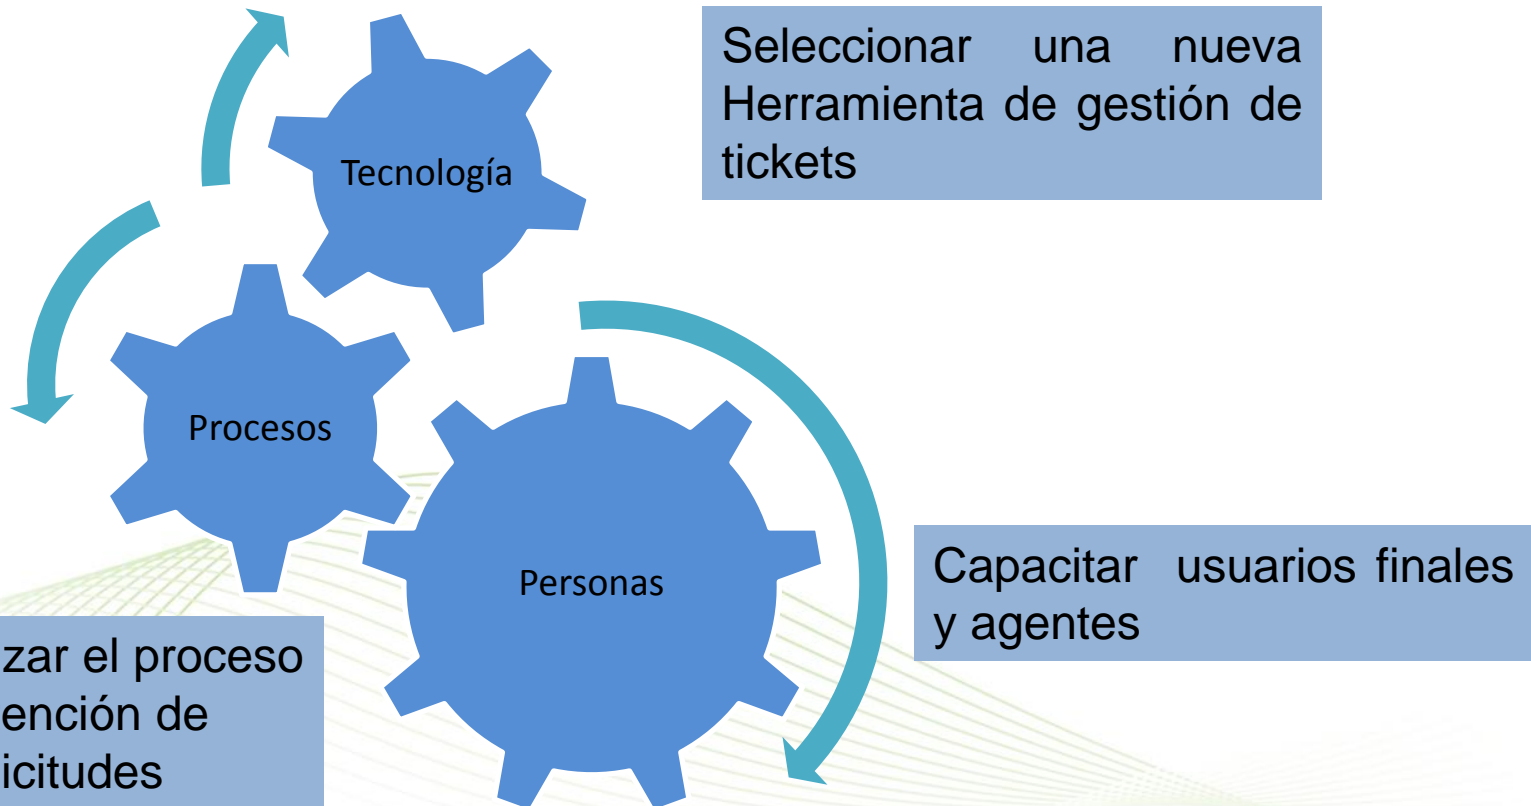 Seleccionar una nueva
Herramienta de gestión de
tickets
Tecnología
Procesos
Personas
Capacitar usuarios finales
y agentes
zar el proceso
ención de
icitudes